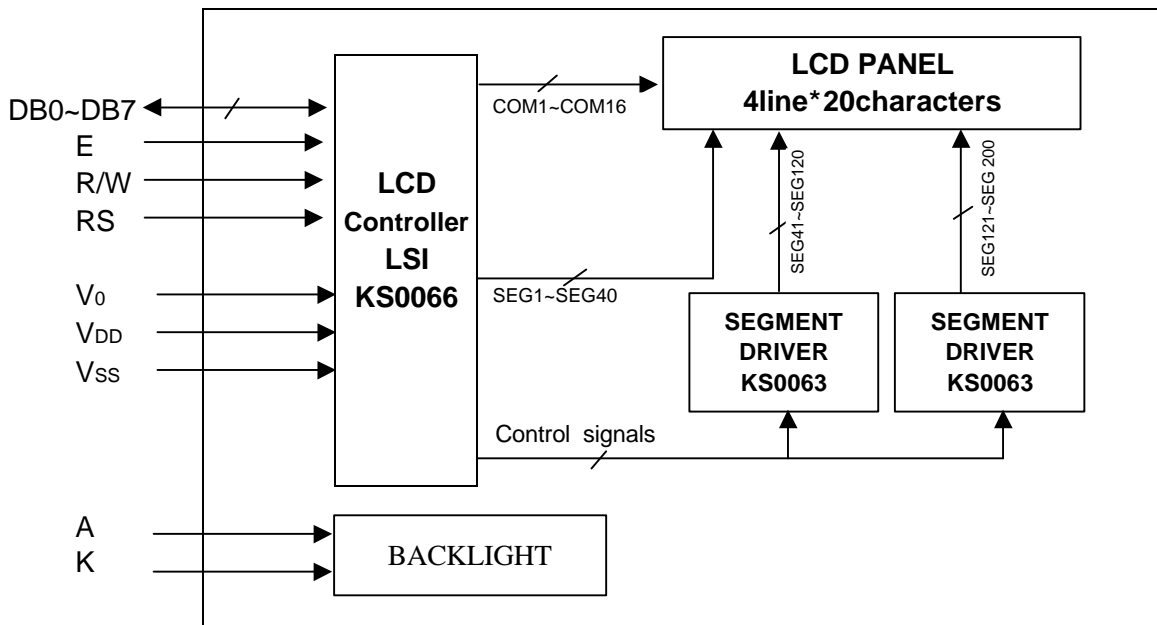 DB0~DB7
E
R/W
RS
V0
VDD
VSS
A
K
LCD
Controller
LSI
KS0066
COM1~COM16
SEG1~SEG40
Control signals
LCD PANEL
4line*20characters
SEG41~SEG120
SEG121~SEG 200
SEGMENT
DRIVER
KS0063
SEGMENT
DRIVER
KS0063
BACKLIGHT